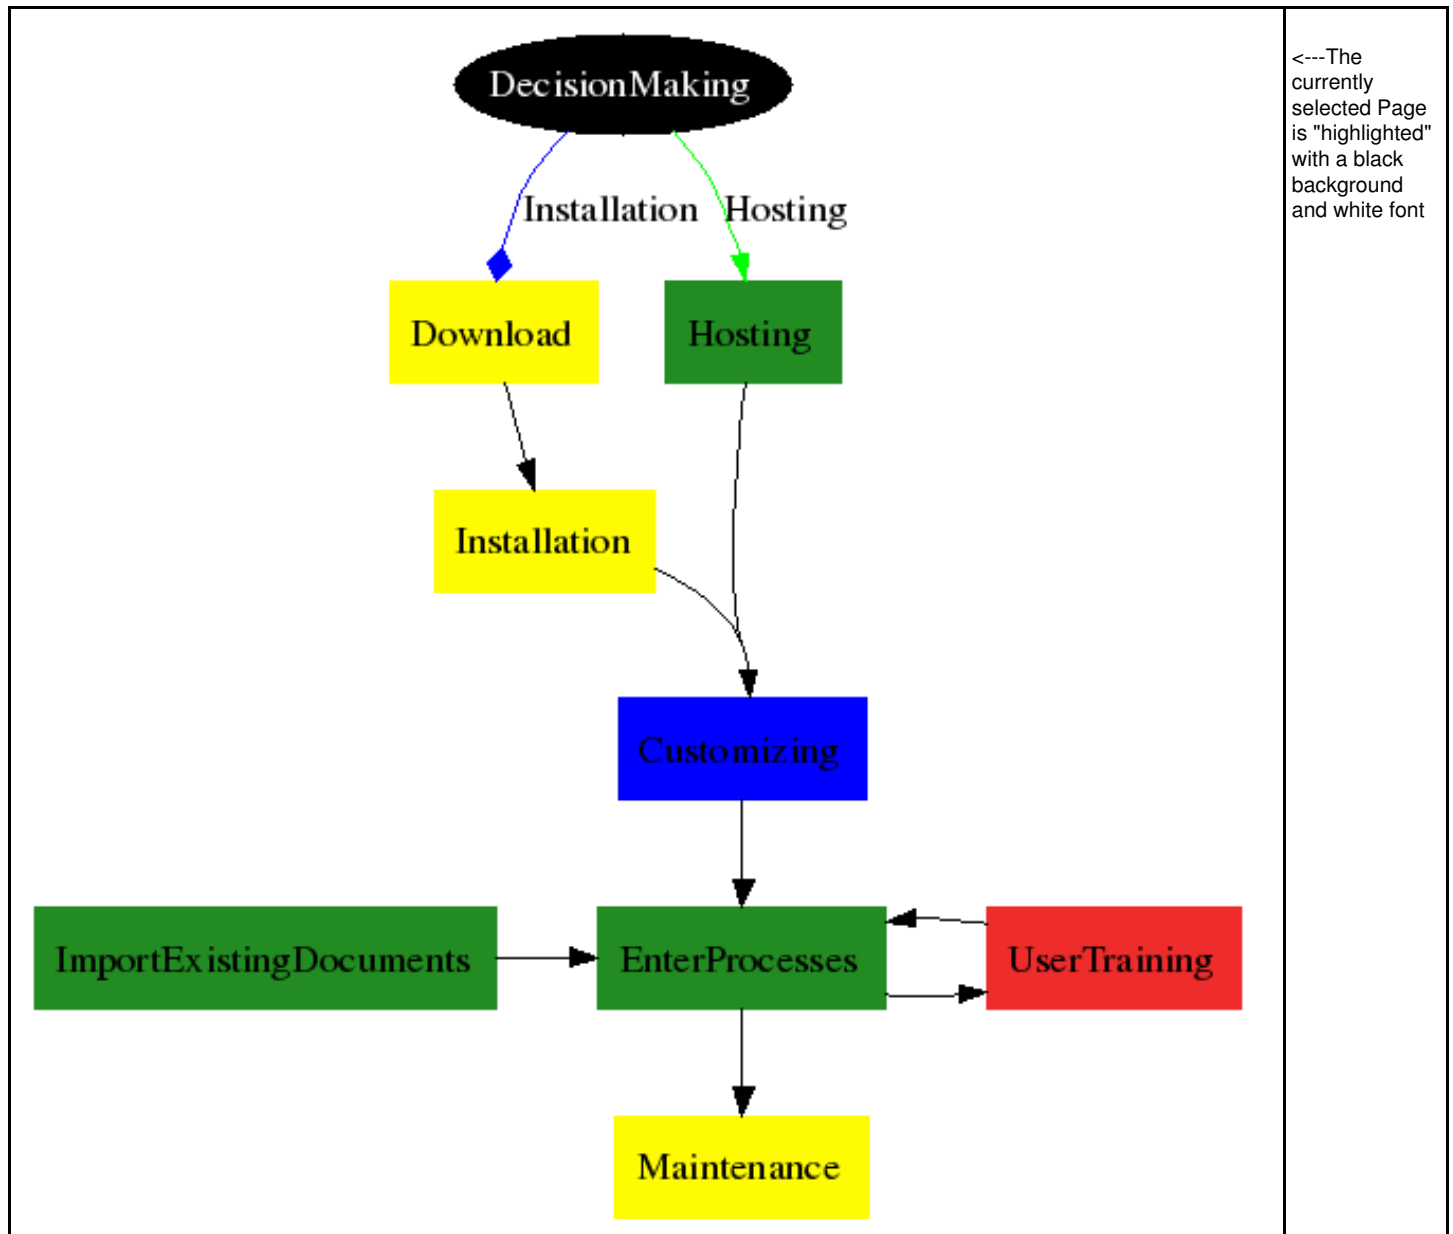 DecisionMaking
Installation
Hosting
Download
Hosting
Installation
Customizing
ImportExistingDocuments
EnterProcesses
UserTraining
Maintenance
<---The
currently
selected Page
is "highlighted"
with a black
background
and white font